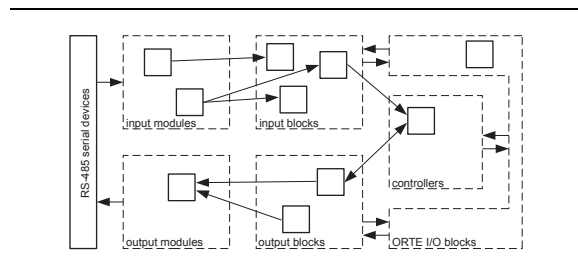 RS-485 serial devices
input modules
input blocks
controllers
output modules
output blocks
ORTE I/O blocks